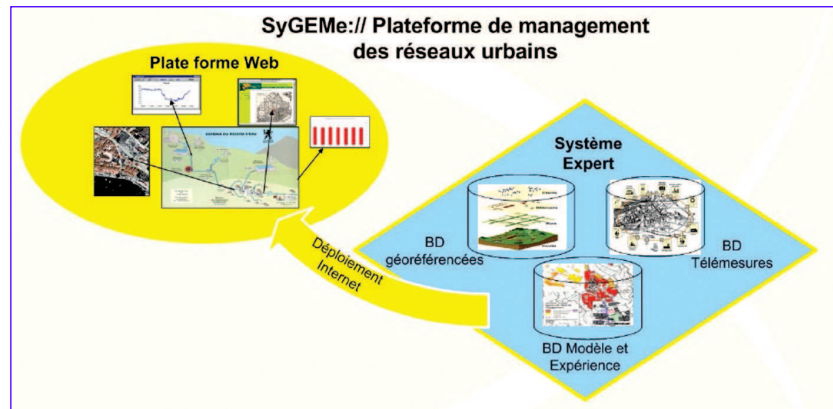 SyGEMe:// Plateforme de management
des réseaux urbains
Plate forme Web
Système
Expert
BD
géoréférencées
BD
Télémesures
BD Modèle et
Expérience
Déploiement
Internet